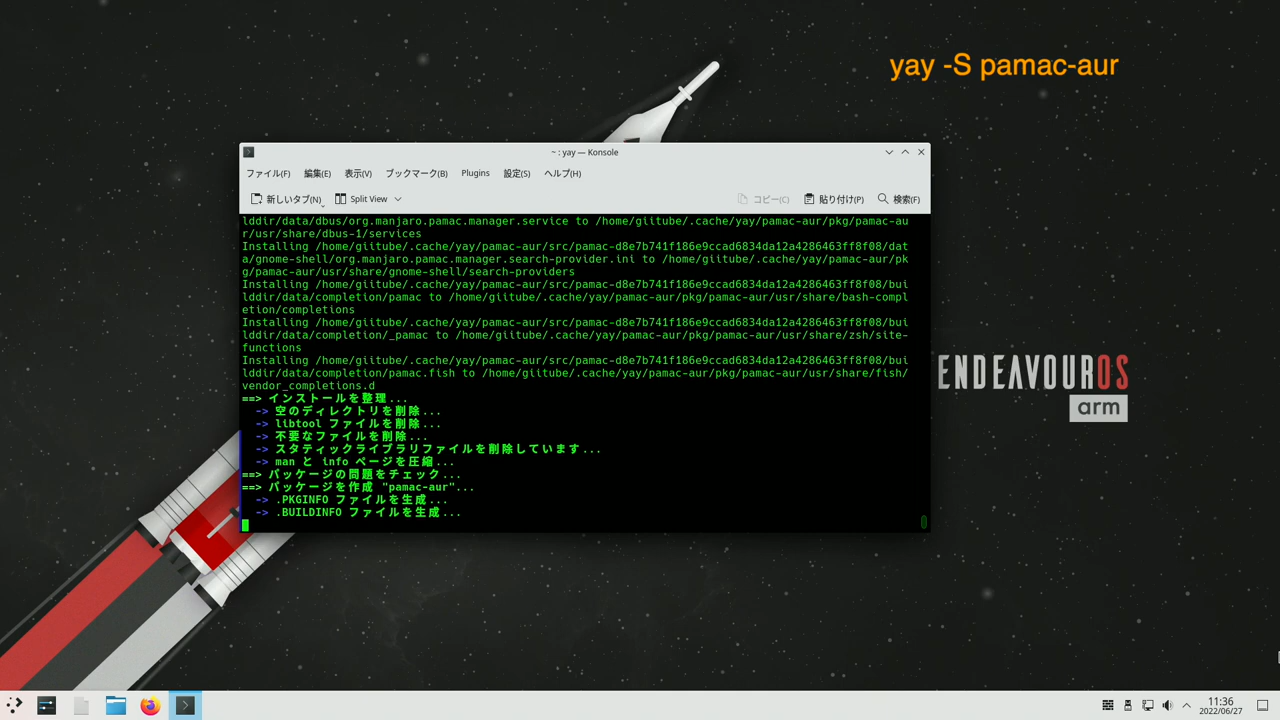 yay -S pamac-aur
~ : yay — Konsole
ファイル(F) 編集(E) 表示(V) ブックマーク(B) Plugins 設定(S) ヘルプ(H)
新しいタブ(N) Split View コピー(C) 貼り付け(P) 検索(F)
lddir/data/dbus/org.manjaro.pamac.manager.service to /home/giitube/.cache/yay/pamac-aur/pkg/pamac-au
r/usr/share/dbus-1/services
Installing /home/giitube/.cache/yay/pamac-aur/src/pamac-d8e7b741f186e9ccad6834da12a4286463ff8f08/dat
a/gnome-shell/org.manjaro.pamac.manager.search-provider.ini to /home/giitube/.cache/yay/pamac-aur/pk
g/pamac-aur/usr/share/gnome-shell/search-providers
Installing /home/giitube/.cache/yay/pamac-aur/src/pamac-d8e7b741f186e9ccad6834da12a4286463ff8f08/bui
lddir/data/completion/pamac to /home/giitube/.cache/yay/pamac-aur/pkg/pamac-aur/usr/share/bash-compl
etion/completions
Installing /home/giitube/.cache/yay/pamac-aur/src/pamac-d8e7b741f186e9ccad6834da12a4286463ff8f08/bui
lddir/data/completion/_pamac to /home/giitube/.cache/yay/pamac-aur/pkg/pamac-aur/usr/share/zsh/site-
functions
Installing /home/giitube/.cache/yay/pamac-aur/src/pamac-d8e7b741f186e9ccad6834da12a4286463ff8f08/bui
lddir/data/completion/pamac.fish to /home/giitube/.cache/yay/pamac-aur/pkg/pamac-aur/usr/share/fish/
vendor_completions.d
==> インストールを整理...
  -> 空のディレクトリを削除...
  -> libtool ファイルを削除...
  -> 不要なファイルを削除...
  -> スタティックライブラリファイルを削除しています...
  -> man と info ページを圧縮...
==> パッケージの問題をチェック...
==> パッケージを作成 "pamac-aur"...
  -> .PKGINFO ファイルを生成...
  -> .BUILDINFO ファイルを生成...
ENDEAVOUROS
arm
11:36
2022/06/27